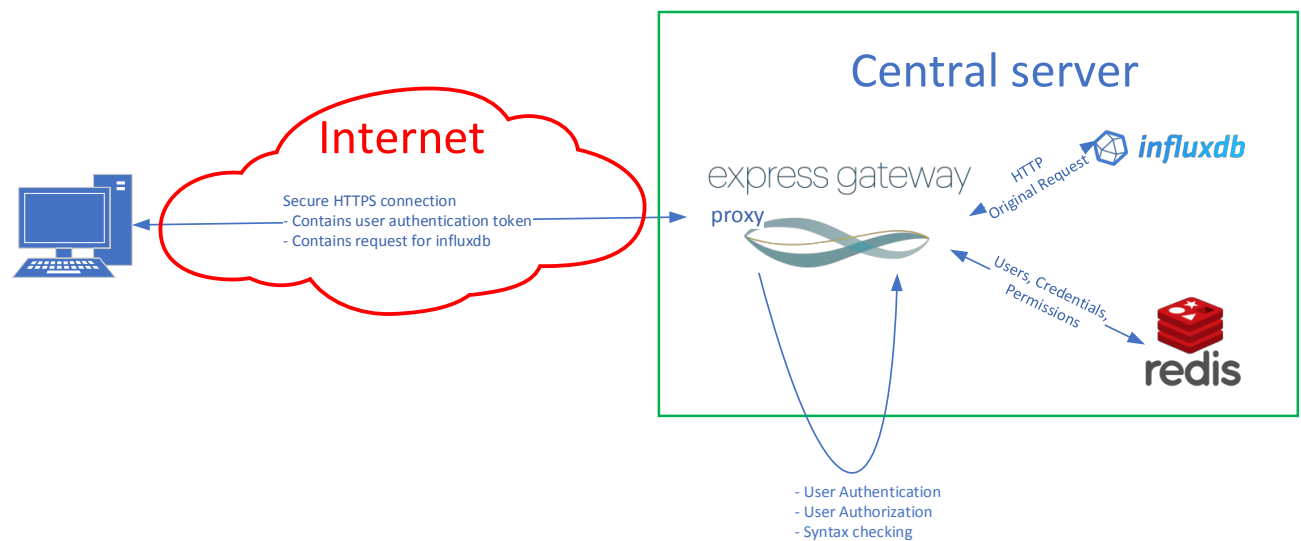 Central server
Internet
influxdb
HTTP
Original Request
express gateway
proxy
Secure HTTPS connection
- Contains user authentication token
- Contains request for influxdb
Users, Credentials,
Permissions
redis
- User Authentication
- User Authorization
- Syntax checking